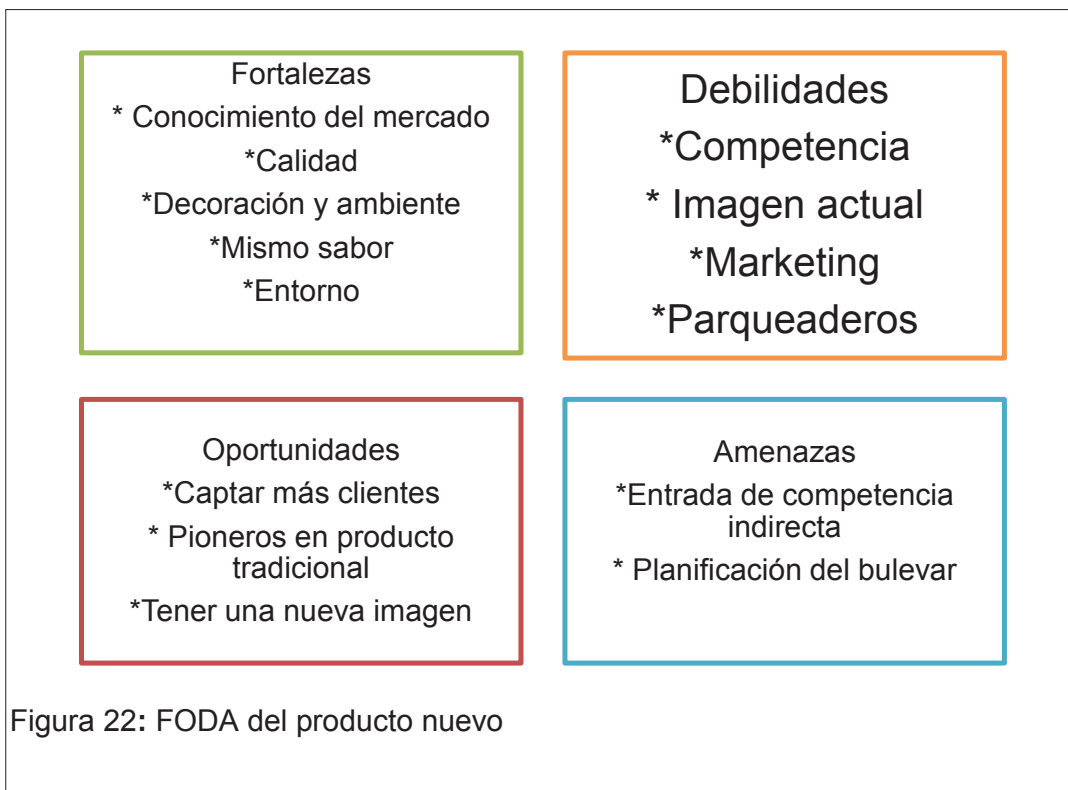 Fortalezas
* Conocimiento del mercado
*Calidad
*Decoración y ambiente
*Mismo sabor
*Entorno
Debilidades
*Competencia
* Imagen actual
*Marketing
*Parqueaderos
Oportunidades
*Captar más clientes
* Pioneros en producto
tradicional
*Tener una nueva imagen
Amenazas
*Entrada de competencia
indirecta
* Planificación del bulevar
Figura 22: FODA del producto nuevo